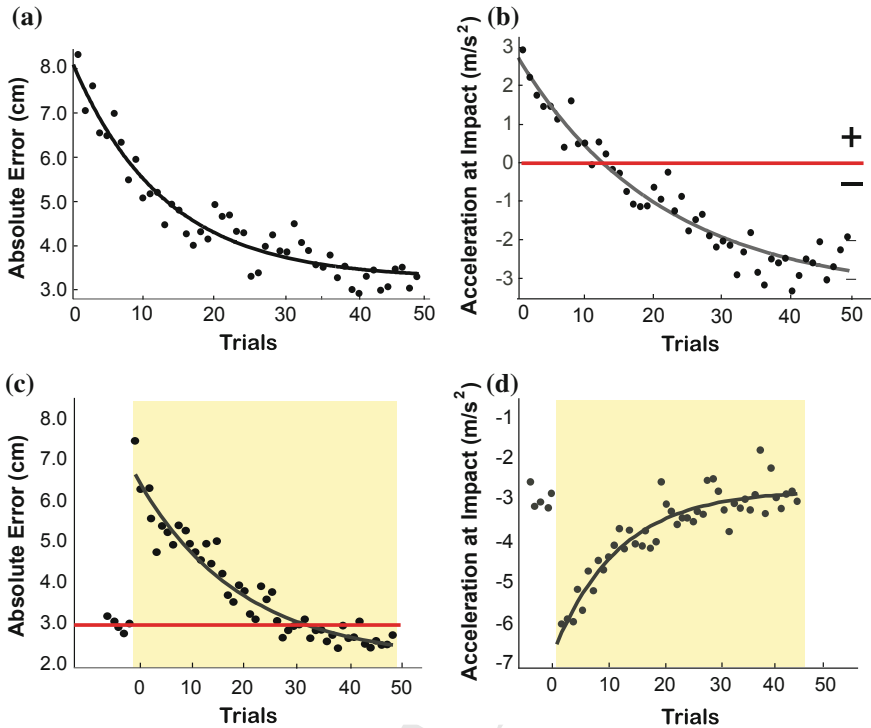 (a)
Absolute Error (cm)
8.0
7.0
6.0
5.0
4.0
3.0
0 10 20 30 40 50
Trials
(b)
Acceleration at Impact (m/s²)
3
2
1
0
-1
-2
-3
+
−
0 10 20 30 40 50
Trials
(c)
Absolute Error (cm)
8.0
7.0
6.0
5.0
4.0
3.0
2.0
0 10 20 30 40 50
Trials
(d)
Acceleration at Impact (m/s²)
-1
-2
-3
-4
-5
-6
-7
0 10 20 30 40 50
Trials